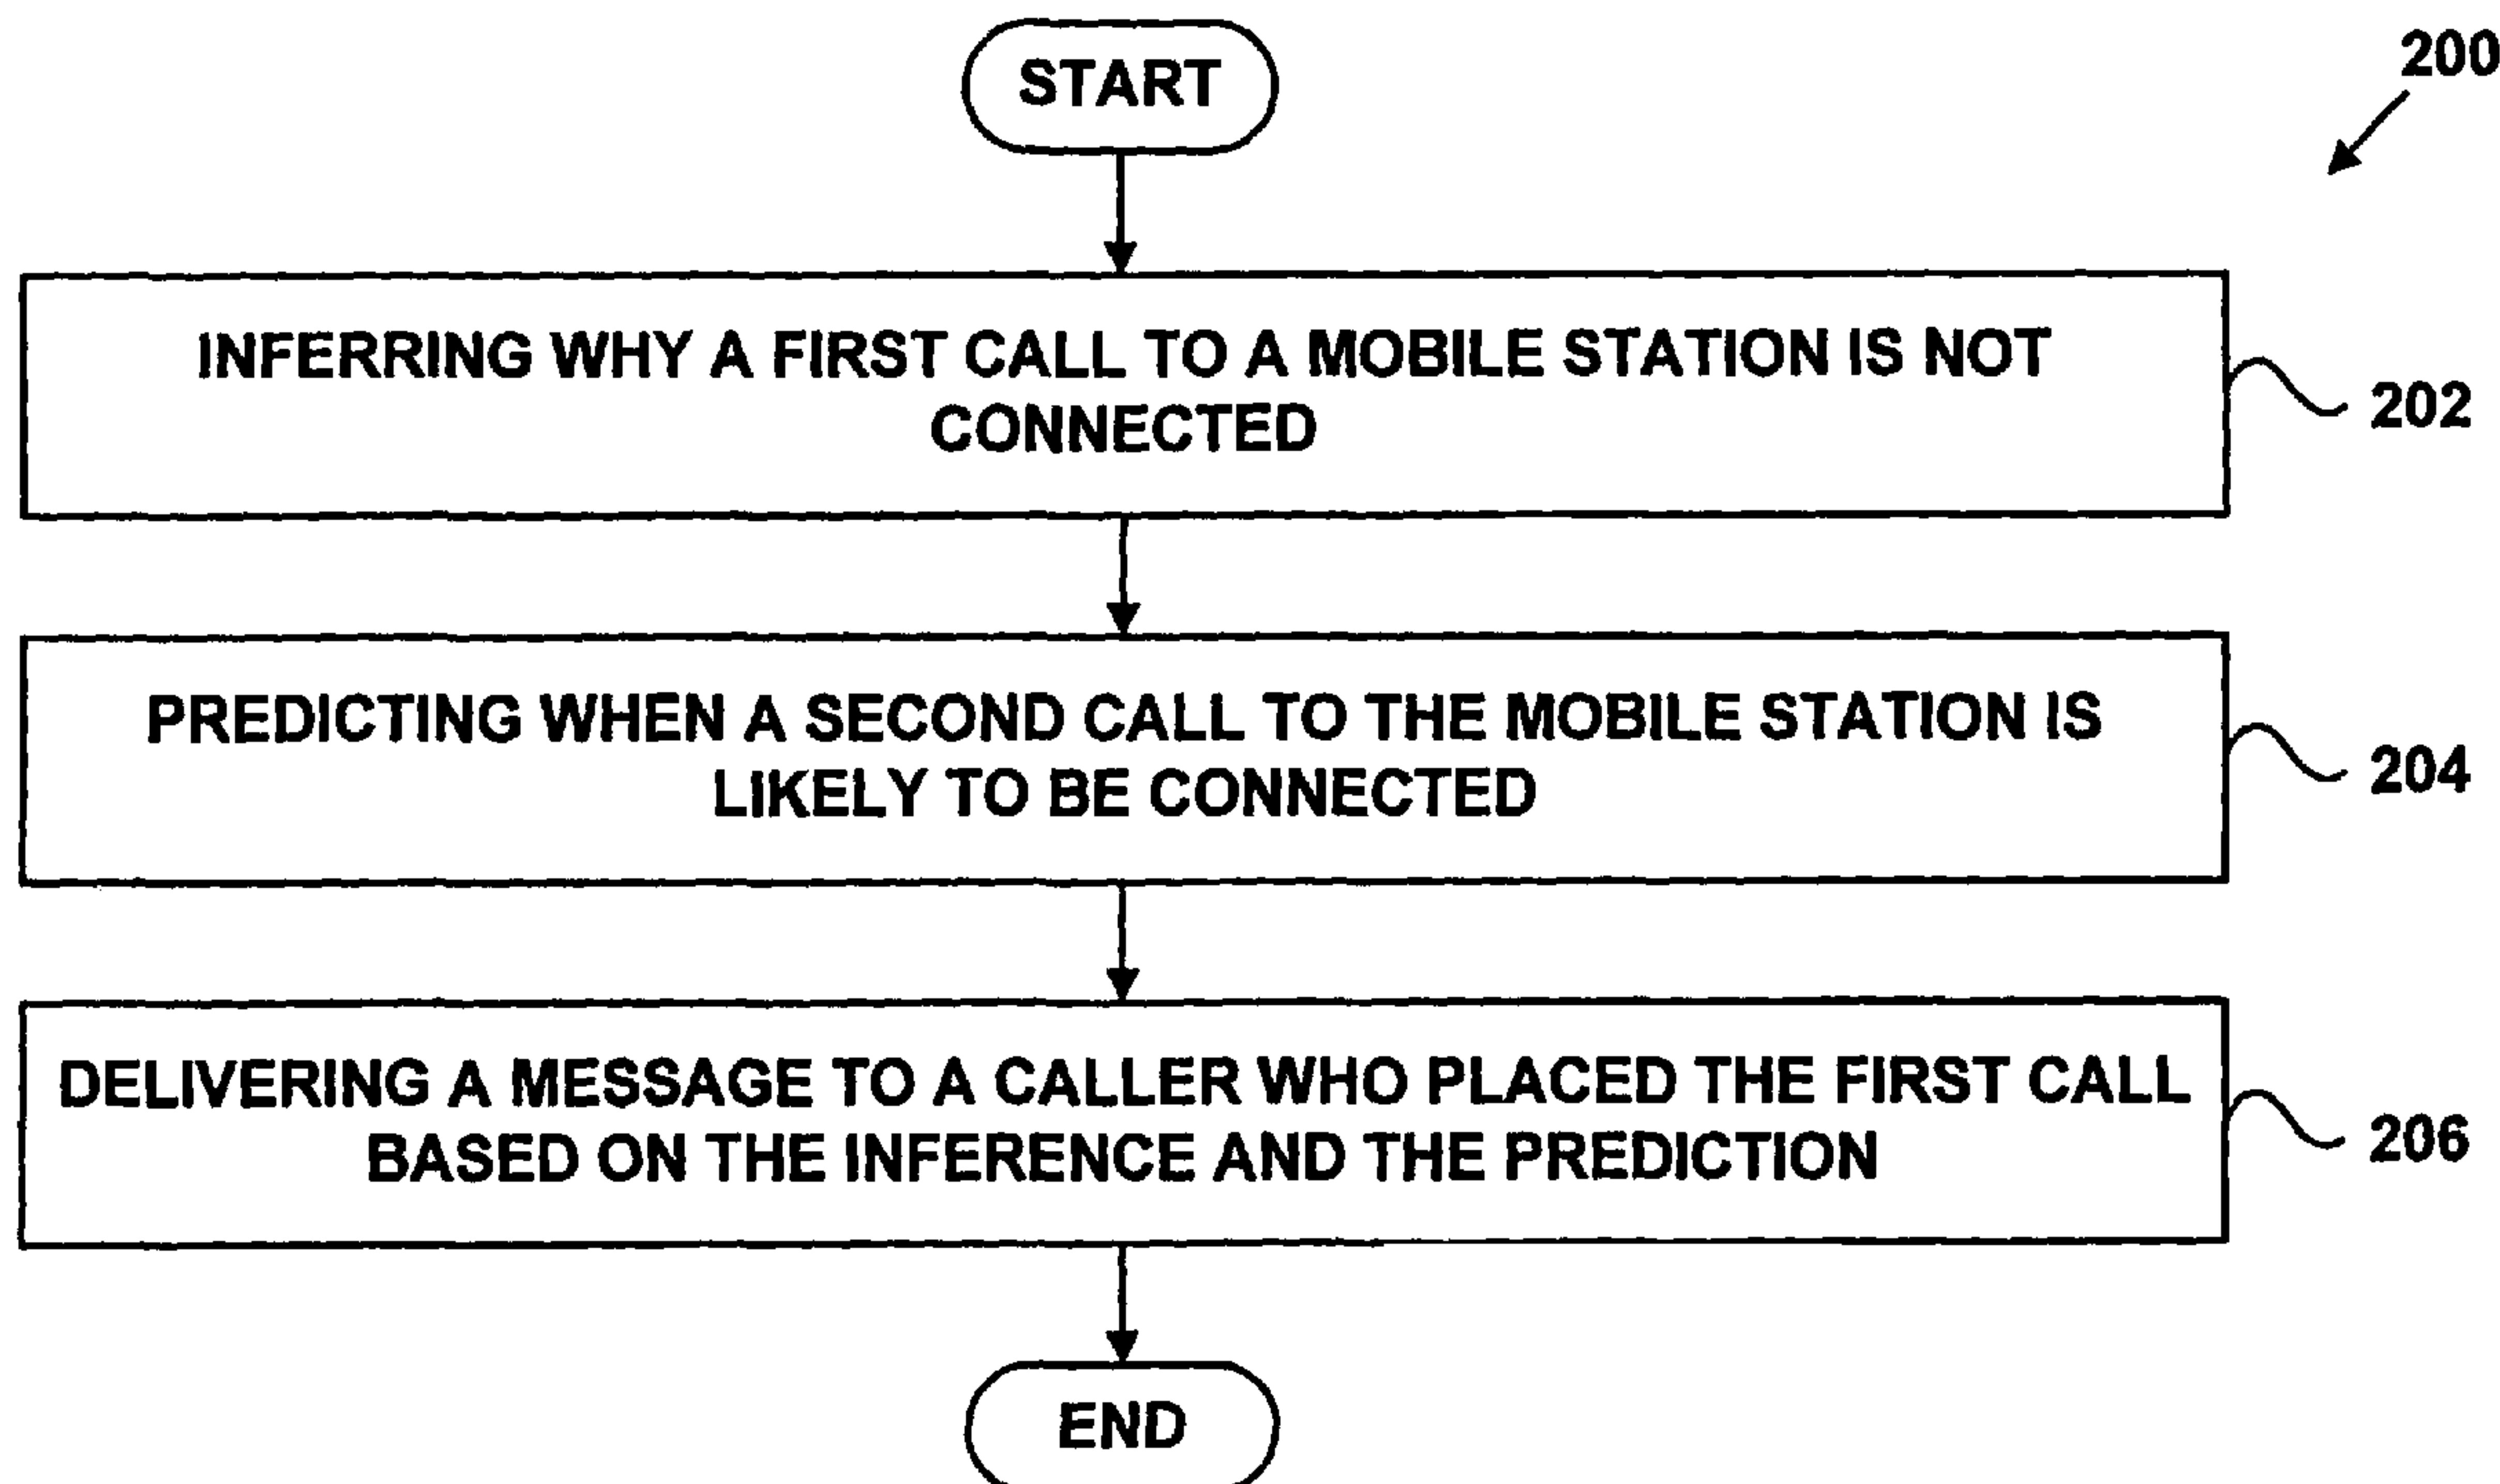 START
200
INFERRING WHY A FIRST CALL TO A MOBILE STATION IS NOT
CONNECTED
202
PREDICTING WHEN A SECOND CALL TO THE MOBILE STATION IS
LIKELY TO BE CONNECTED
204
DELIVERING A MESSAGE TO A CALLER WHO PLACED THE FIRST CALL
BASED ON THE INFERENCE AND THE PREDICTION
206
END